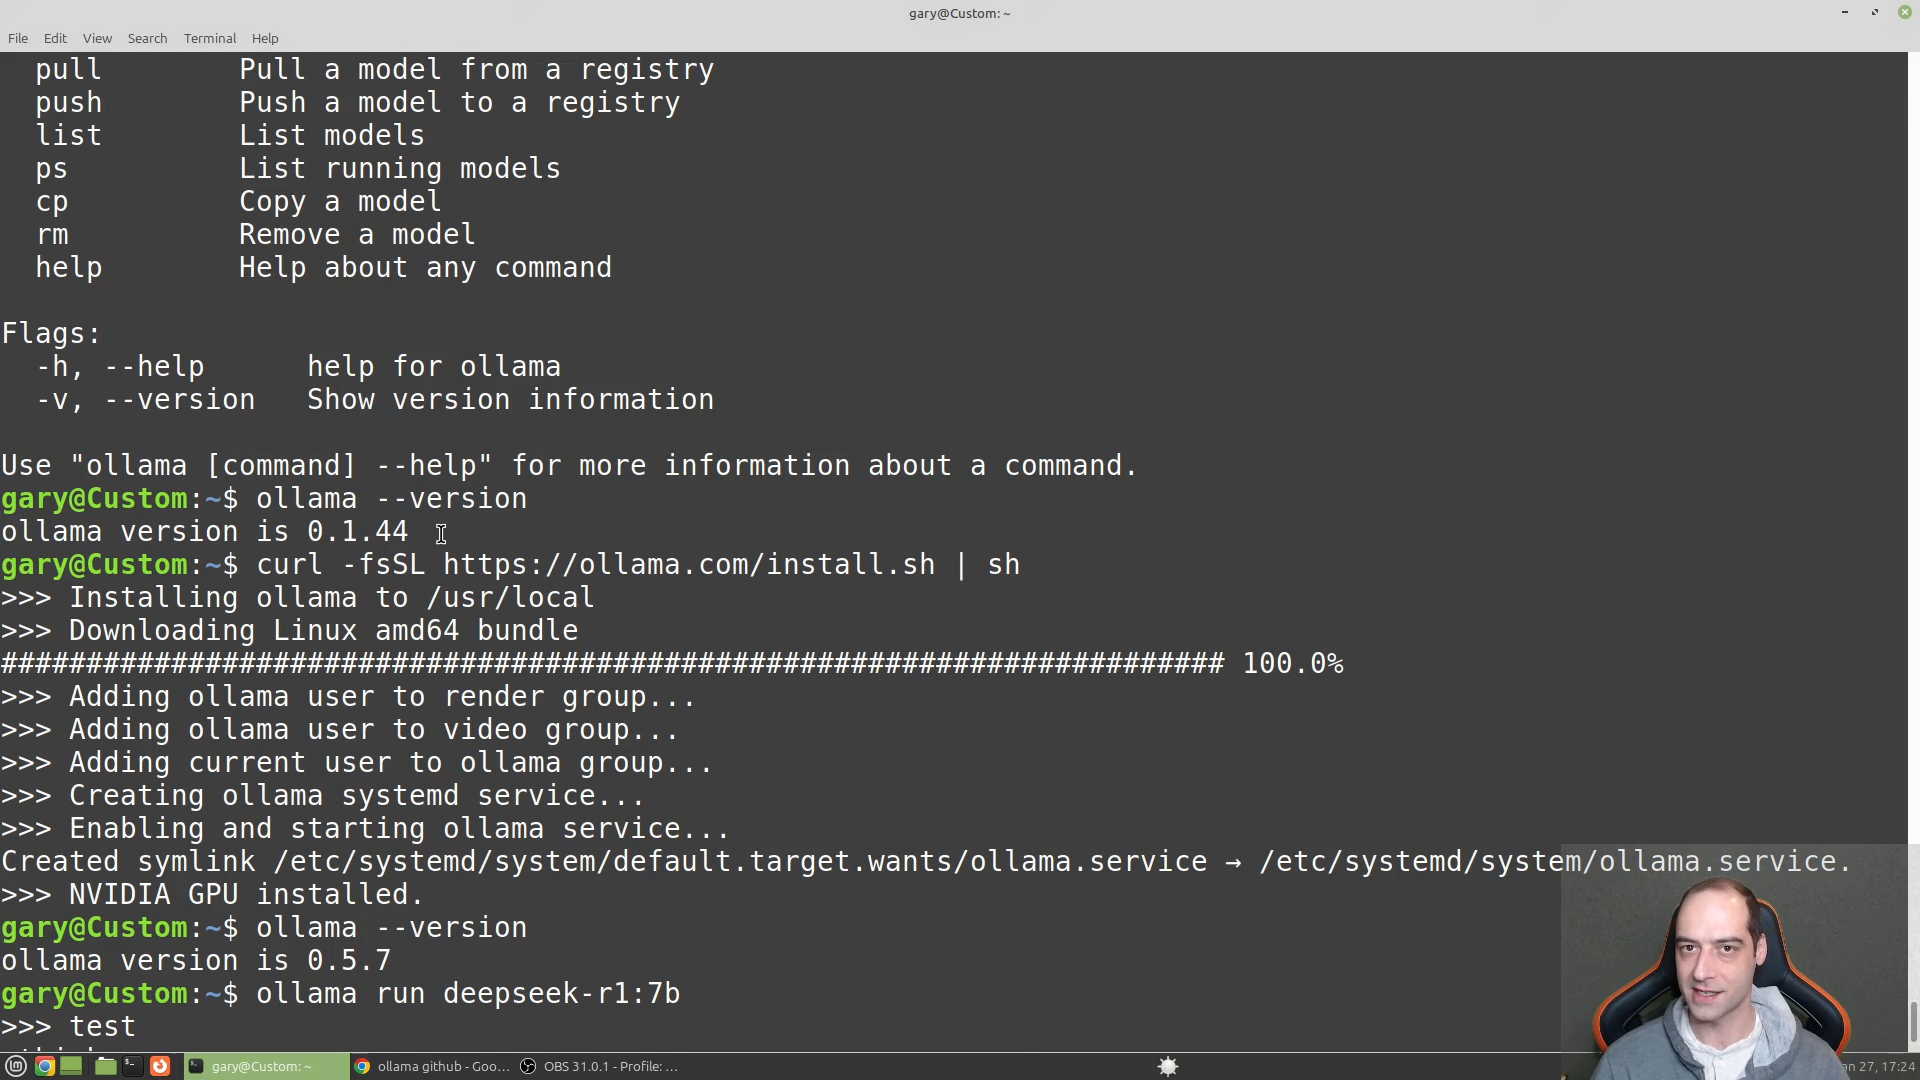 gary@Custom: ~
File Edit View Search Terminal Help
pull Pull a model from a registry
push Push a model to a registry
list List models
ps List running models
cp Copy a model
rm Remove a model
help Help about any command
Flags:
-h, --help help for ollama
-v, --version Show version information
Use "ollama [command] --help" for more information about a command.
gary@Custom:~$ ollama --version
ollama version is 0.1.44
gary@Custom:~$ curl -fsSL https://ollama.com/install.sh | sh
>>> Installing ollama to /usr/local
>>> Downloading Linux amd64 bundle
######################################################################## 100.0%
>>> Adding ollama user to render group...
>>> Adding ollama user to video group...
>>> Adding current user to ollama group...
>>> Creating ollama systemd service...
>>> Enabling and starting ollama service...
Created symlink /etc/systemd/system/default.target.wants/ollama.service → /etc/systemd/system/ollama.service.
>>> NVIDIA GPU installed.
gary@Custom:~$ ollama --version
ollama version is 0.5.7
gary@Custom:~$ ollama run deepseek-r1:7b
>>> test
gary@Custom: ~ ollama github - Goo... OBS 31.0.1 - Profile: ... 27, 17:24